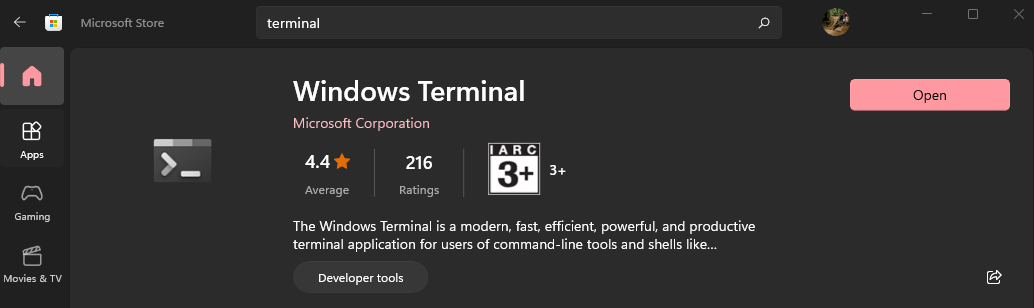 Microsoft Store
terminal
Windows Terminal
Open
Microsoft Corporation
Apps
4.4
216
IARC
3+
3+
Average
Ratings
Gaming
The Windows Terminal is a modern, fast, efficient, powerful, and productive
terminal application for users of command-line tools and shells like...
Movies & TV
Developer tools